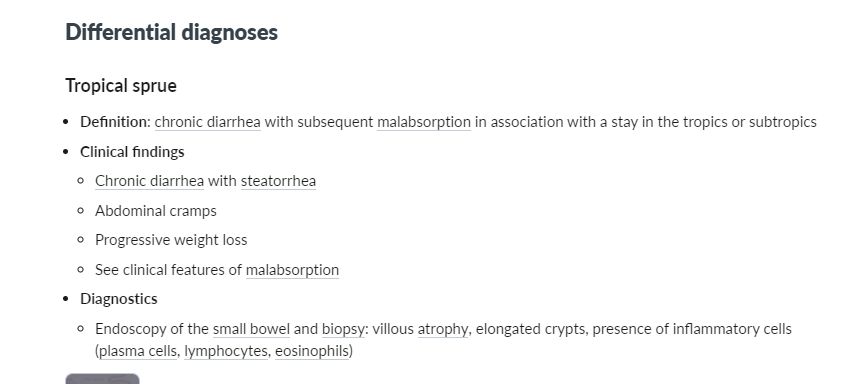 Differential diagnoses
Tropical sprue
• Definition: chronic diarrhea with subsequent malabsorption in association with a stay in the tropics or subtropics
• Clinical findings
◦ Chronic diarrhea with steatorrhea
◦ Abdominal cramps
◦ Progressive weight loss
◦ See clinical features of malabsorption
• Diagnostics
◦ Endoscopy of the small bowel and biopsy: villous atrophy, elongated crypts, presence of inflammatory cells
(plasma cells, lymphocytes, eosinophils)